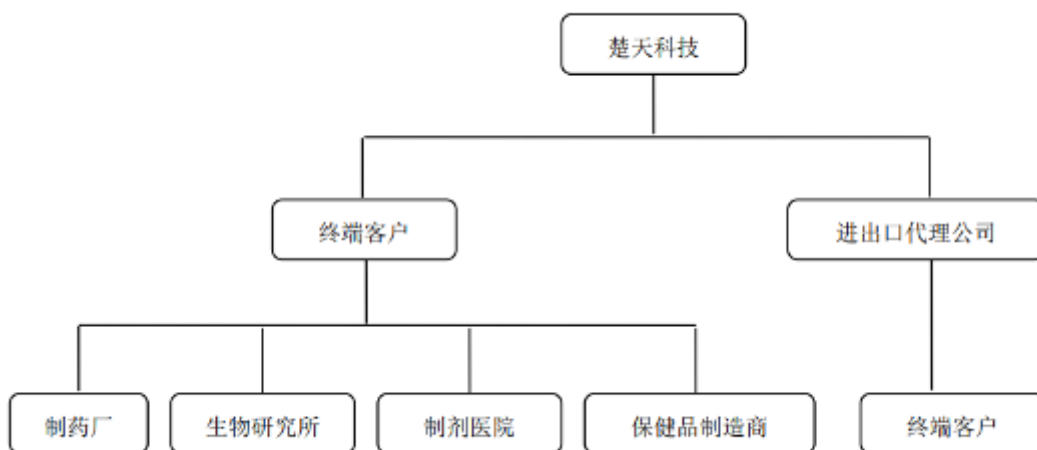 楚天科技
终端客户
进出口代理公司
制药厂
生物研究所
制剂医院
保健品制造商
终端客户